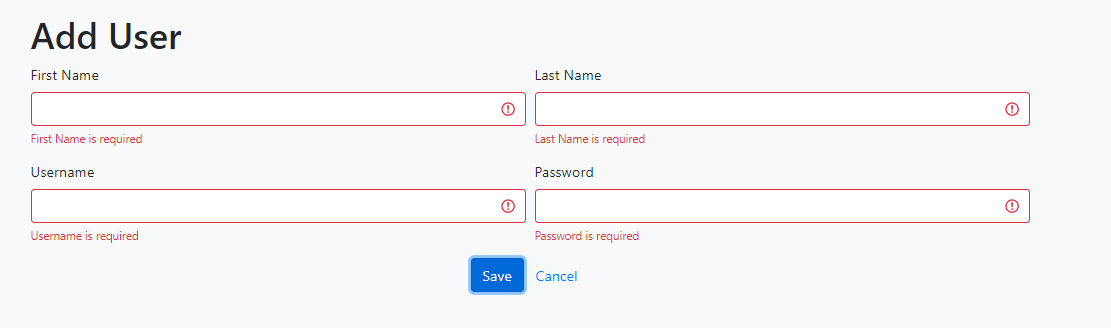 Add User
First Name Last Name
First Name is required Last Name is required
Username Password
Username is required Password is required
Save Cancel